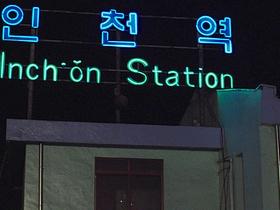 인천역
Inch'ŏn Station